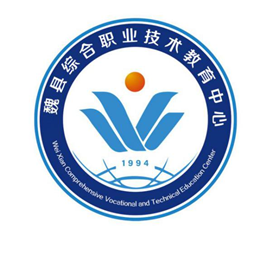 魏县综合职业技术教育中心
1994
Wei Xian Comprehensive Vocational and Technical Education Center